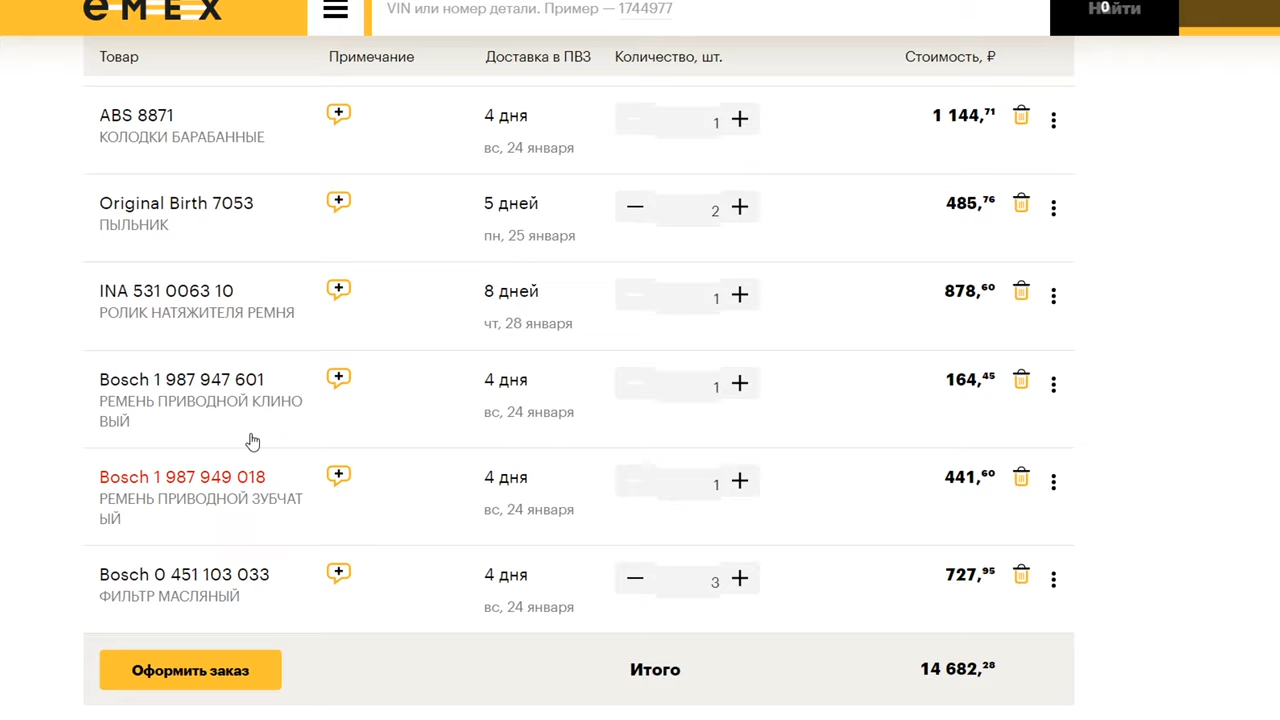 emex
VIN или номер детали. Пример — 1744977
Найти
0
Товар
Примечание
Доставка в ПВЗ
Количество, шт.
Стоимость, ₽
ABS 8871
КОЛОДКИ БАРАБАННЫЕ
4 дня
вс, 24 января
1
1 144,71
Original Birth 7053
ПЫЛЬНИК
5 дней
пн, 25 января
2
485,76
INA 531 0063 10
РОЛИК НАТЯЖИТЕЛЯ РЕМНЯ
8 дней
чт, 28 января
1
878,60
Bosch 1 987 947 601
РЕМЕНЬ ПРИВОДНОЙ КЛИНО
ВЫЙ
4 дня
вс, 24 января
1
164,45
Bosch 1 987 949 018
РЕМЕНЬ ПРИВОДНОЙ ЗУБЧАТ
ЫЙ
4 дня
вс, 24 января
1
441,60
Bosch 0 451 103 033
ФИЛЬТР МАСЛЯНЫЙ
4 дня
вс, 24 января
3
727,95
Оформить заказ
Итого
14 682,28